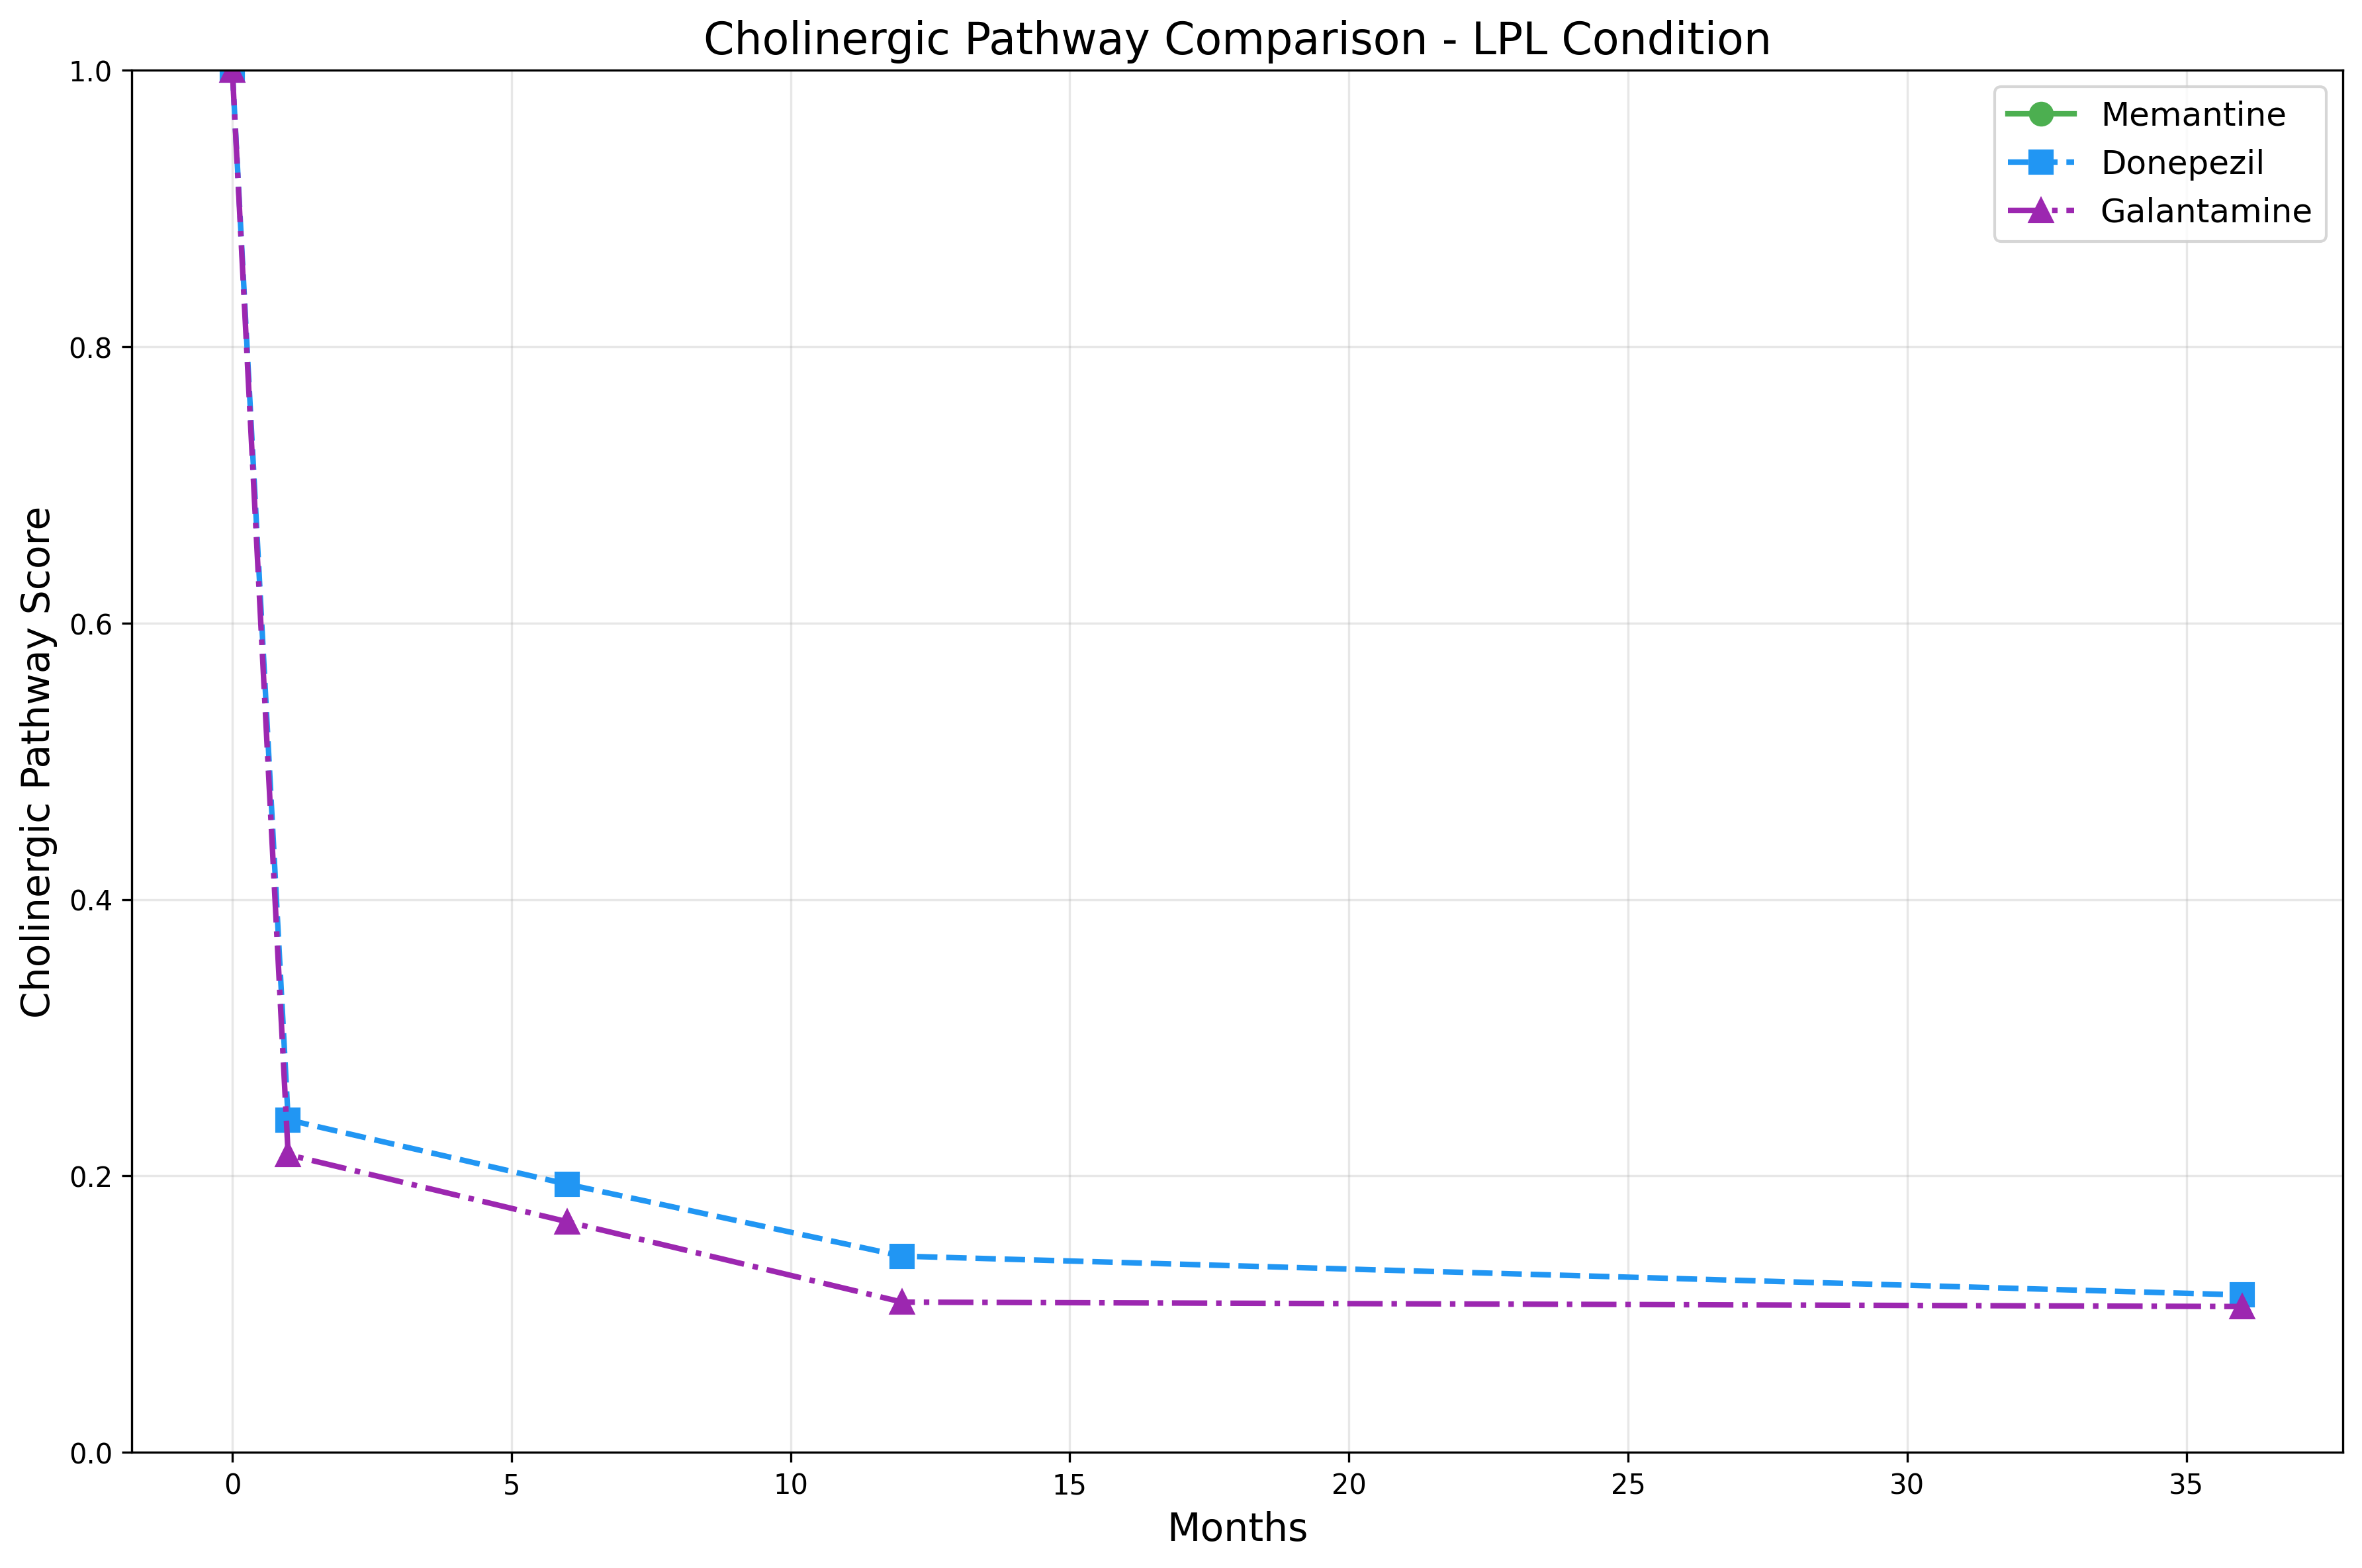 Cholinergic Pathway Comparison - LPL Condition
Memantine
Donepezil
Galantamine
Cholinergic Pathway Score
1.0
0.8
0.6
0.4
0.2
0.0
0 5 10 15 20 25 30 35
Months